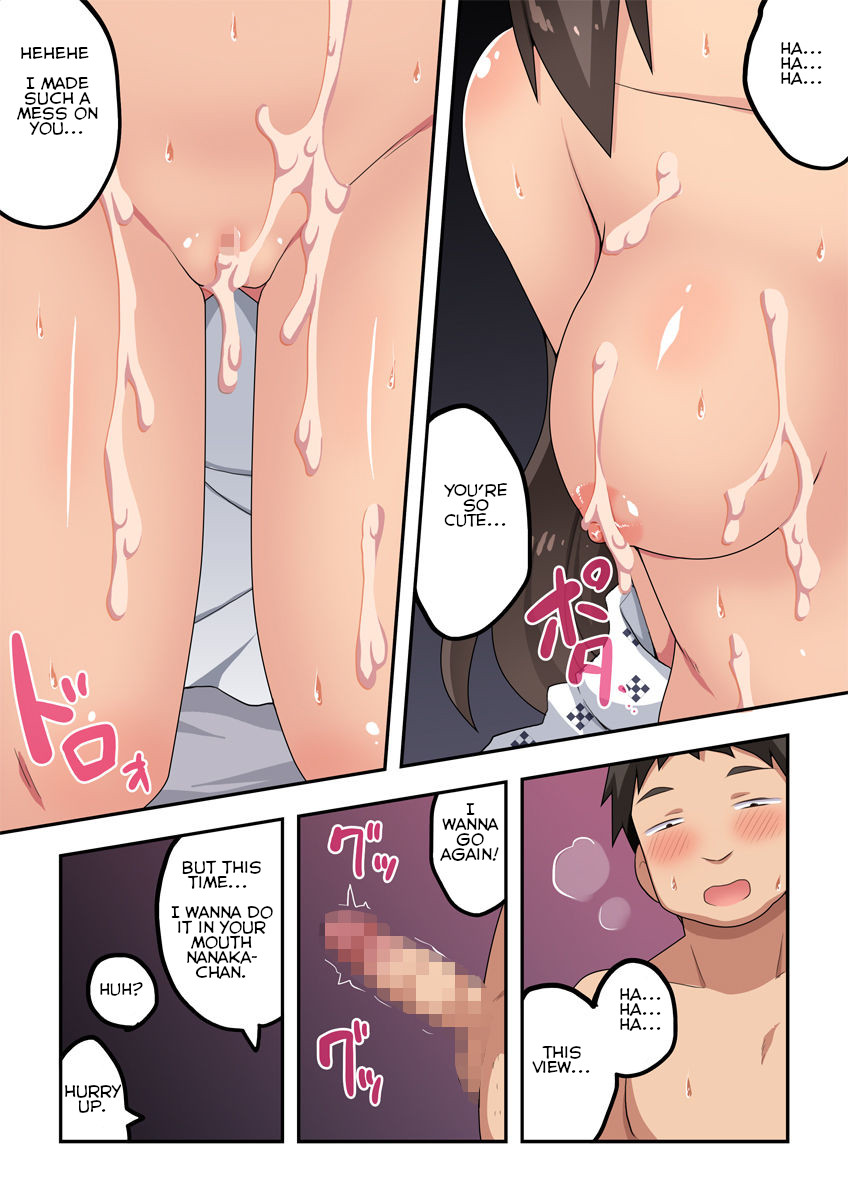 HA...
HA...
HA...
YOU'RE
SO
CUTE...
ポタ
HEHEHE
I MADE
SUCH A
MESS ON
YOU...
ドロォ
HA...
HA...
HA...
THIS
VIEW...
I
WANNA
GO
AGAIN!
グッ
グッ
BUT THIS
TIME...
I WANNA DO
IT IN YOUR
MOUTH
NANAKA-
CHAN.
HUH?
HURRY
UP.